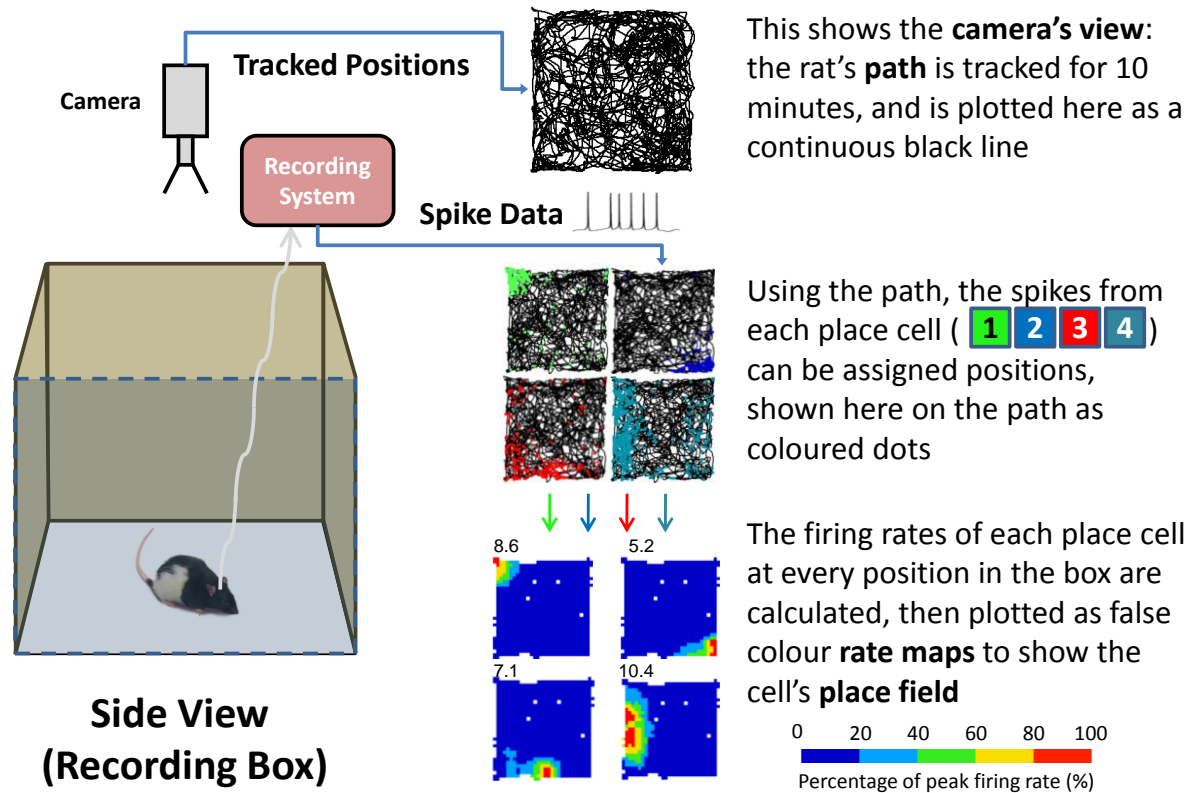 Camera
Tracked Positions
This shows the camera's view:
the rat's path is tracked for 10
minutes, and is plotted here as a
continuous black line
Recording
System
Spike Data
Using the path, the spikes from
each place cell ( 1 2 3 4 )
can be assigned positions,
shown here on the path as
coloured dots
8.6 5.2
7.1 10.4
The firing rates of each place cell
at every position in the box are
calculated, then plotted as false
colour rate maps to show the
cell's place field
0 20 40 60 80 100
Percentage of peak firing rate (%)
Side View
(Recording Box)